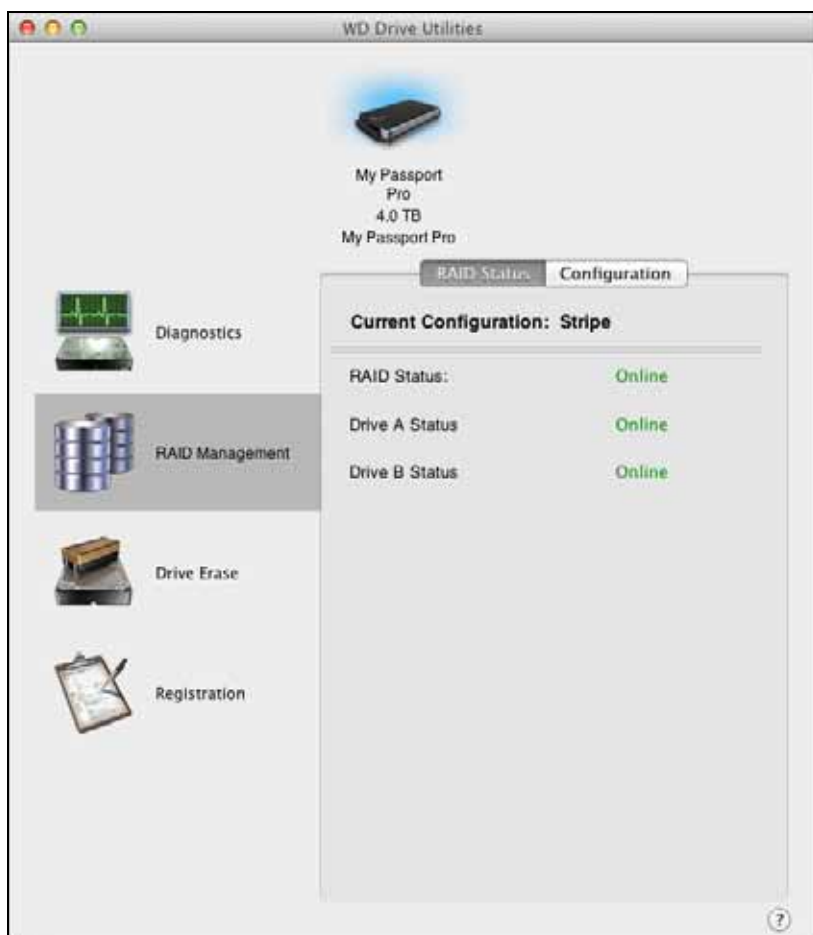 WD Drive Utilities
My Passport
Pro
4.0 TB
My Passport Pro
RAID Status
Configuration
Diagnostics
RAID Management
Drive Erase
Registration
Current Configuration: Stripe
RAID Status: Online
Drive A Status Online
Drive B Status Online
?